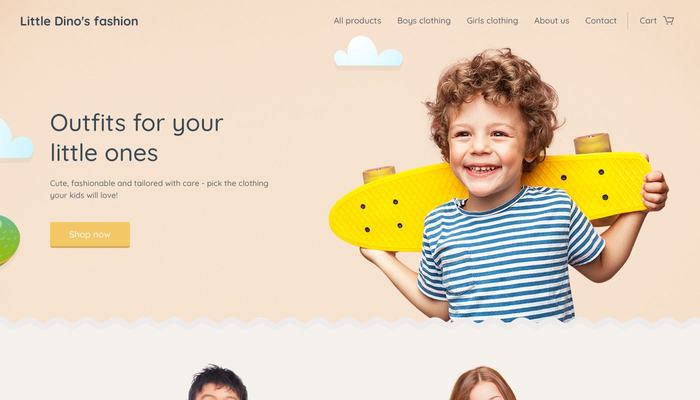 Little Dino's fashion
All products Boys clothing Girls clothing About us Contact Cart
Outfits for your
little ones
Cute, fashionable and tailored with care - pick the clothing
your kids will love!
Shop now